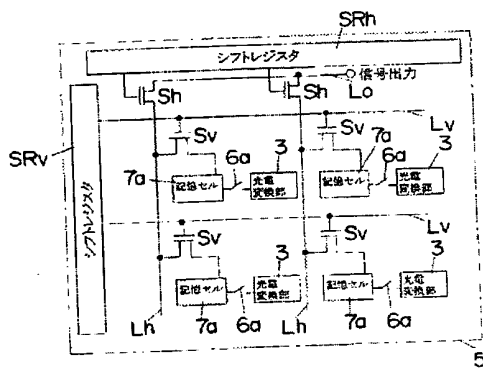 SRh
シフトレジスタ
信号出力
Sh
Sh
Lo
SRv
シフトレジスタ
Lv
Sv
Sv
7a
6a
3
7a
3
記憶セル
光電変換部
記憶セル
6a
光電変換部
Lv
Sv
Sv
3
3
記憶セル
光電変換部
記憶セル
光電変換部
Lh
7a
6a
Lh
7a
6a
5